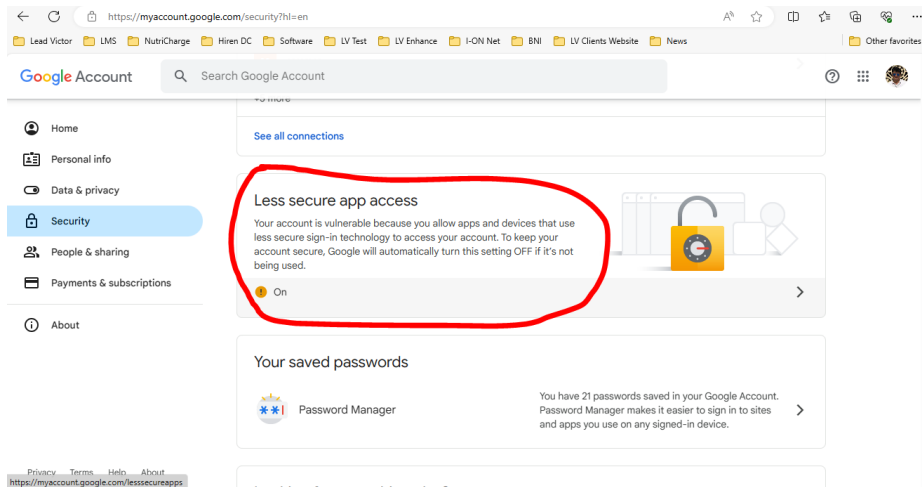 https://myaccount.google.com/security?hl=en
Lead Victor LMS NutriCharge Hiren DC Software LV Test LV Enhance I-ON Net BNI LV Clients Website News Other favorites
Google Account Search Google Account
+5 more
See all connections
Home
Personal info
Data & privacy
Security
People & sharing
Payments & subscriptions
About
Less secure app access
Your account is vulnerable because you allow apps and devices that use
less secure sign-in technology to access your account. To keep your
account secure, Google will automatically turn this setting OFF if it's not
being used.
On
Your saved passwords
Password Manager
You have 21 passwords saved in your Google Account.
Password Manager makes it easier to sign in to sites
and apps you use on any signed-in device.
Privacy Terms Help About
https://myaccount.google.com/lesssecureapps